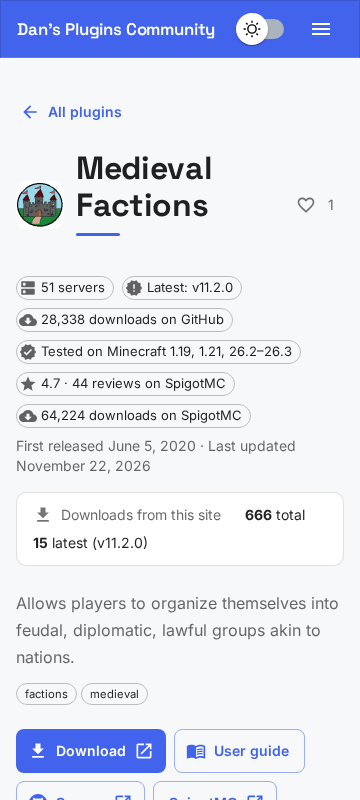 Dan's Plugins Community
All plugins
Medieval
Factions
1
51 servers
Latest: v11.2.0
28,338 downloads on GitHub
Tested on Minecraft 1.19, 1.21, 26.2–26.3
4.7 · 44 reviews on SpigotMC
64,224 downloads on SpigotMC
First released June 5, 2020 · Last updated
November 22, 2026
Downloads from this site 666 total
15 latest (v11.2.0)
Allows players to organize themselves into
feudal, diplomatic, lawful groups akin to
nations.
factions medieval
Download User guide